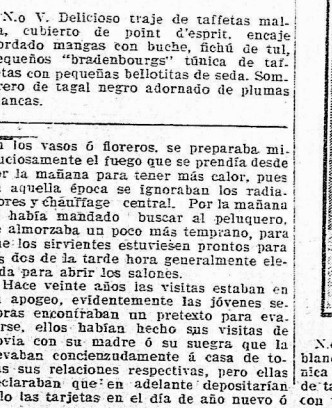 N.o V. Delicioso traje de taffetas mal-
a, cubierto de point d'esprit. encaje
ordado mangas con buche, fichú de tul,
equeños "bradenbourgs" túnica de taf-
etas con pequeñas bellotitas de seda. Som-
rero de tagal negro adornado de plumas
lancas.
n los vasos ó floreros, se preparaba mi-
uciosamente el fuego que se prendía desde
or la mañana para tener más calor, pues
n aquella época se ignoraban los radia-
ores y chauffage central. Por la mañana
e había mandado buscar al peluquero,
e almorzaba un poco más temprano, para
ue los sirvientes estuviesen prontos para
as dos de la tarde hora generalmente ele-
da para abrir los salones.
Hace veinte años las visitas estaban en
u apogeo, evidentemente las jóvenes se-
oras encontraban un pretexto para eva-
irse, ellos habían hecho sus visitas de
ovia con su madre ó su suegra que la
evaban concienzudamente á casa de to-
as sus relaciones respectivas, pero ellas
eclaraban que en adelante depositarían
lo las tarjetas en el día de año nuevo ó
N.o
blanc
nica
de ta